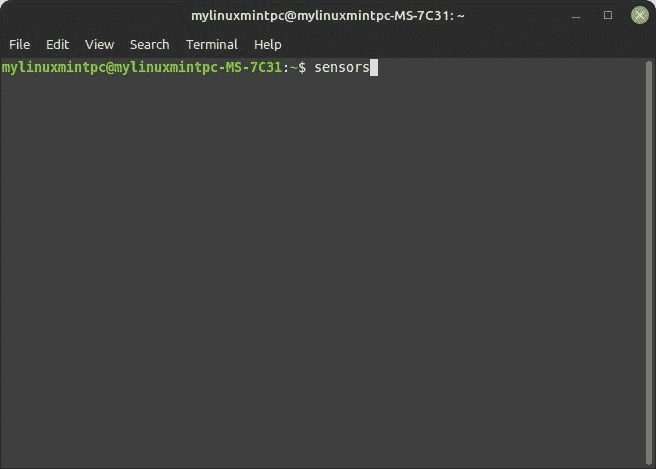 mylinuxmintpc@mylinuxmintpc-MS-7C31: ~
File Edit View Search Terminal Help
mylinuxmintpc@mylinuxmintpc-MS-7C31:~$ sensors